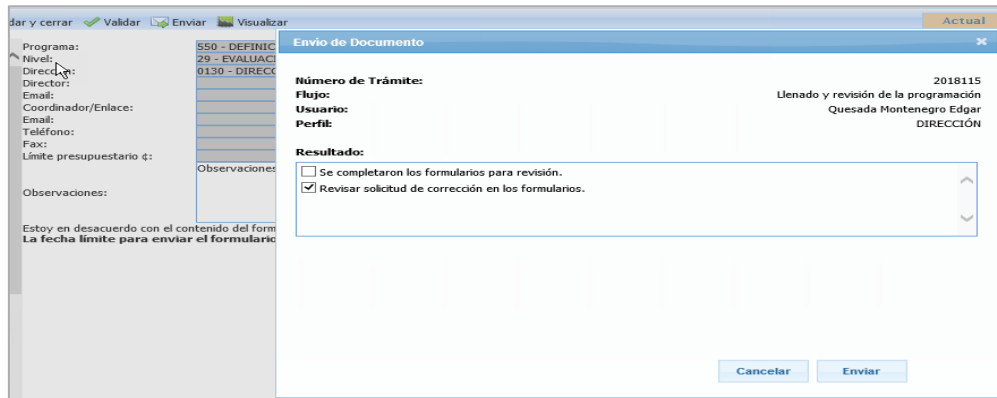 dar y cerrar Validar Enviar Visualizar Actual
Programa: 550 - DEFINIC
Nivel: 29 - EVALUAC
Dirección: 0130 - DIRECC
Director:
Email:
Coordinador/Enlace:
Email:
Teléfono:
Fax:
Límite presupuestario ¢:
Observaciones
Observaciones:
Estoy en desacuerdo con el contenido del form
La fecha límite para enviar el formulario
Envio de Documento
Número de Trámite: 2018115
Flujo: Llenado y revisión de la programación
Usuario: Quesada Montenegro Edgar
Perfil: DIRECCIÓN
Resultado:
Se completaron los formularios para revisión.
Revisar solicitud de corrección en los formularios.
Cancelar Enviar